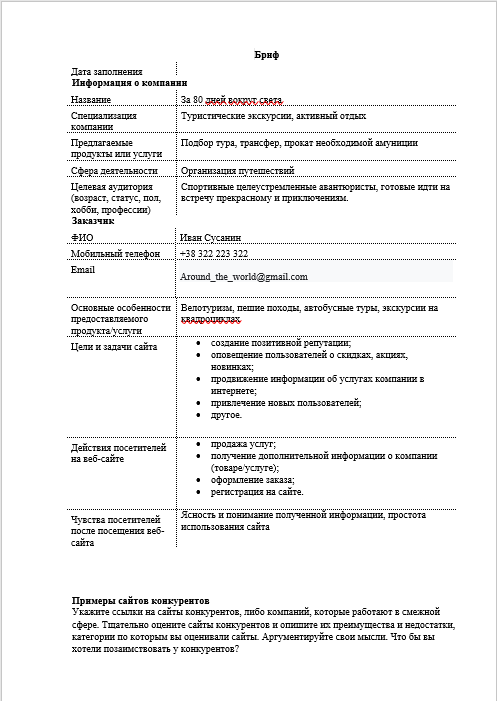 Бриф
Дата заполнения
Информация о компании
Название За 80 дней вокруг света
Специализация Туристические экскурсии, активный отдых
компании
Предлагаемые Подбор тура, трансфер, прокат необходимой амуниции
продукты или услуги
Сфера деятельности Организация путешествий
Целевая аудитория Спортивные целеустремленные авантюристы, готовые идти на
(возраст, статус, пол, встречу прекрасному и приключениям.
хобби, профессии)
Заказчик
ФИО Иван Сусанин
Мобильный телефон +38 322 223 322
Email
Around_the_world@gmail.com
Основные особенности Велотуризм, пешие походы, автобусные туры, экскурсии на
предоставляемого квадроциклах.
продукта/услуги
Цели и задачи сайта • создание позитивной репутации;
• оповещение пользователей о скидках, акциях,
новинках;
• продвижение информации об услугах компании в
интернете;
• привлечение новых пользователей;
• другое.
Действия посетителей • продажа услуг;
на веб-сайте • получение дополнительной информации о компании
(товаре/услуге);
• оформление заказа;
• регистрация на сайте.
Чувства посетителей Ясность и понимание полученной информации, простота
после посещения веб- использования сайта
сайта
Примеры сайтов конкурентов
Укажите ссылки на сайты конкурентов, либо компаний, которые работают в смежной
сфере. Тщательно оцените сайты конкурентов и опишите их преимущества и недостатки,
категории по которым вы оценивали сайты. Аргументируйте свои мысли. Что бы вы
хотели позаимствовать у конкурентов?